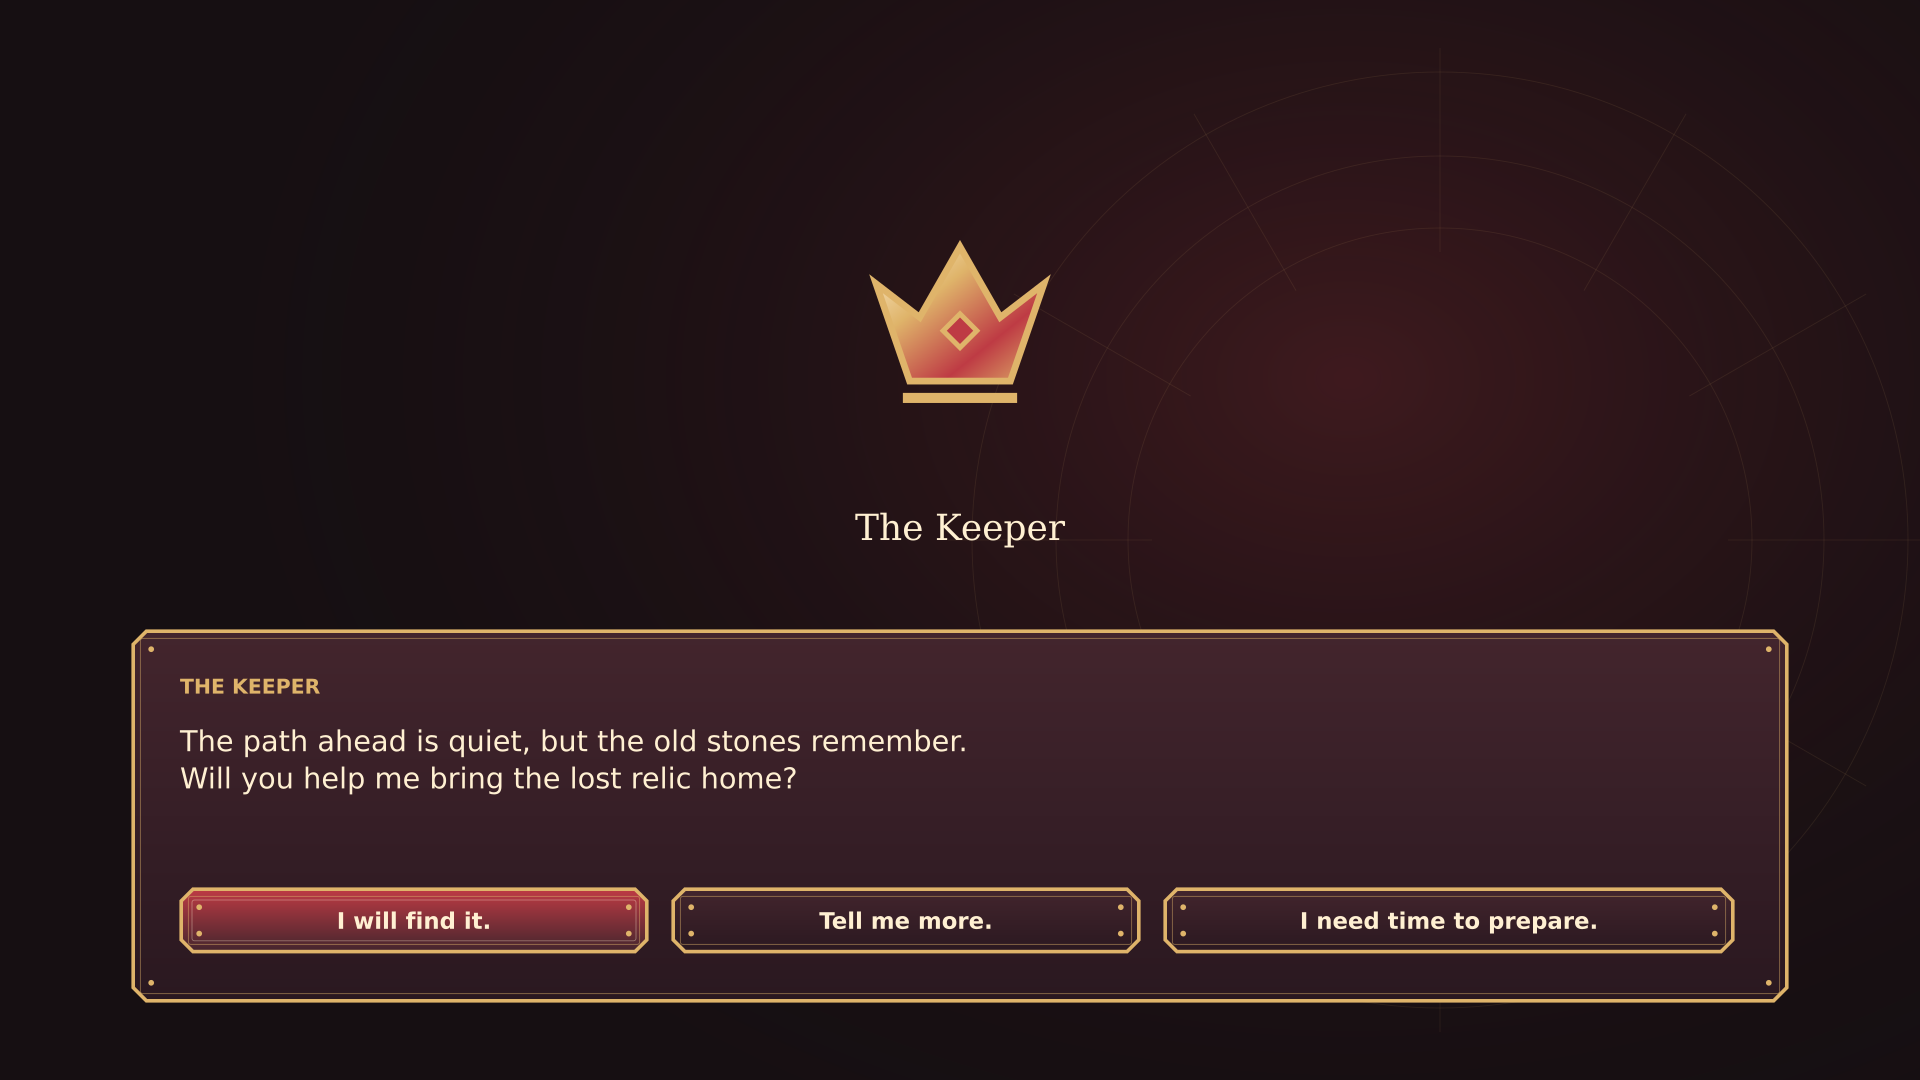 The Keeper
THE KEEPER
The path ahead is quiet, but the old stones remember.
Will you help me bring the lost relic home?
I will find it.
Tell me more.
I need time to prepare.